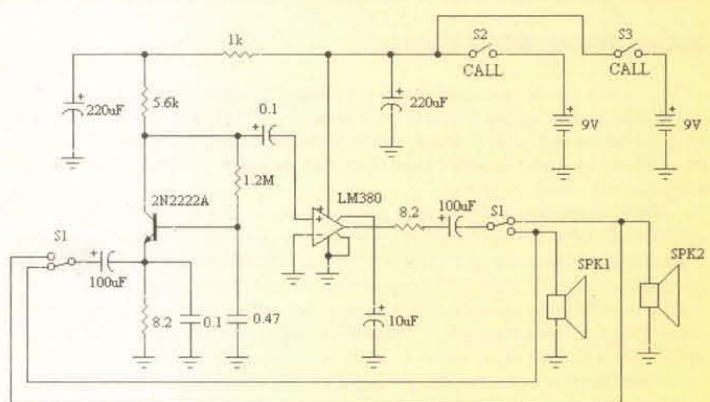 1k
S2
S3
CALL
CALL
220uF
5.6k
0.1
220uF
9V
9V
1.2M
LM380
2N2222A
8.2
100uF
S1
S1
SPK1
SPK2
100uF
8.2
0.1
0.47
10uF